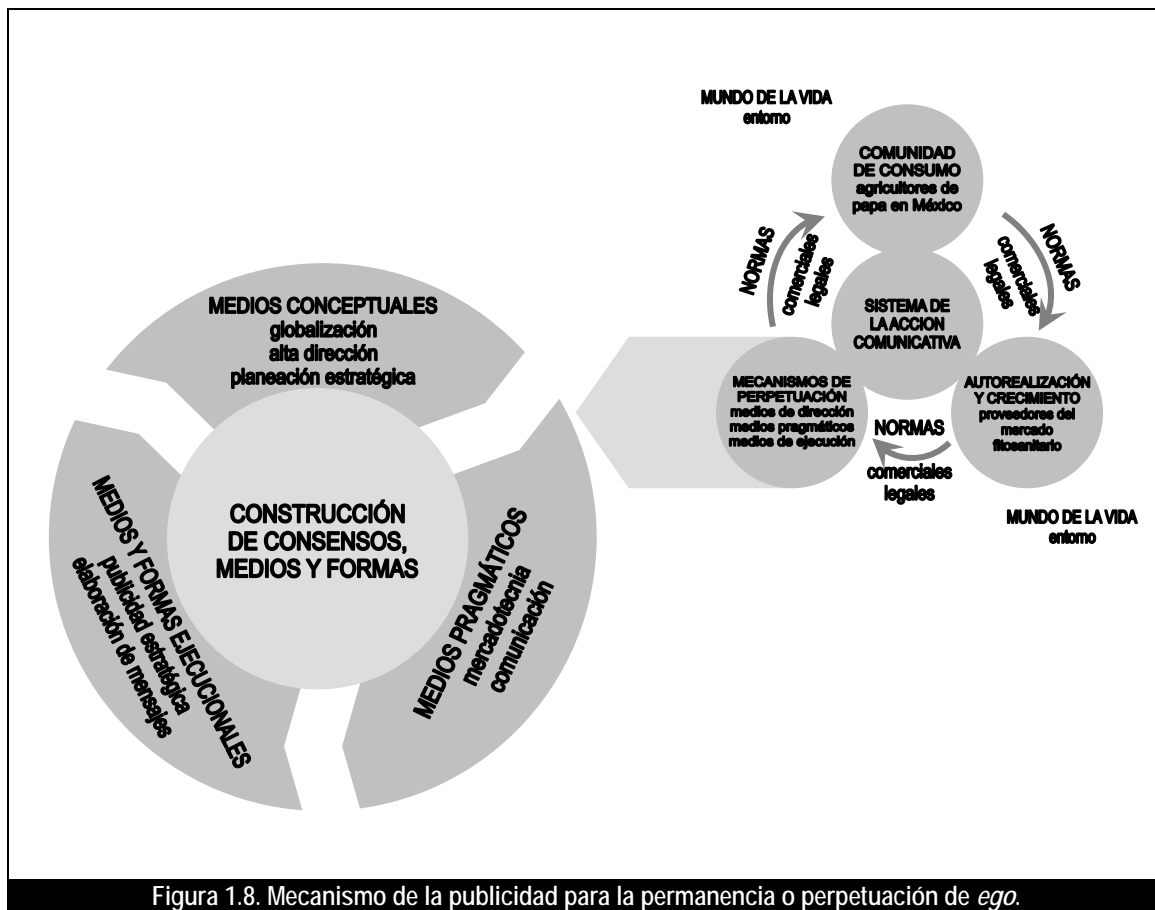 MUNDO DE LA VIDA
entorno
COMUNIDAD
DE CONSUMO
agricultores de
papa en México
NORMAS
comerciales
legales
NORMAS
comerciales
legales
SISTEMA DE
LA ACCION
COMUNICATIVA
MECANISMOS DE
PERPETUACIÓN
medios de dirección
medios pragmáticos
medios de ejecución
AUTOREALIZACIÓN
Y CRECIMIENTO
proveedores del
mercado
fitosanitario
NORMAS
comerciales
legales
MUNDO DE LA VIDA
entorno
MEDIOS CONCEPTUALES
globalización
alta dirección
planeación estratégica
CONSTRUCCIÓN
DE CONSENSOS,
MEDIOS Y FORMAS
MEDIOS Y FORMAS EJECUCIONALES
publicidad estratégica
elaboración de mensajes
MEDIOS PRAGMÁTICOS
mercadotecnia
comunicación
Figura 1.8. Mecanismo de la publicidad para la permanencia o perpetuación de ego.